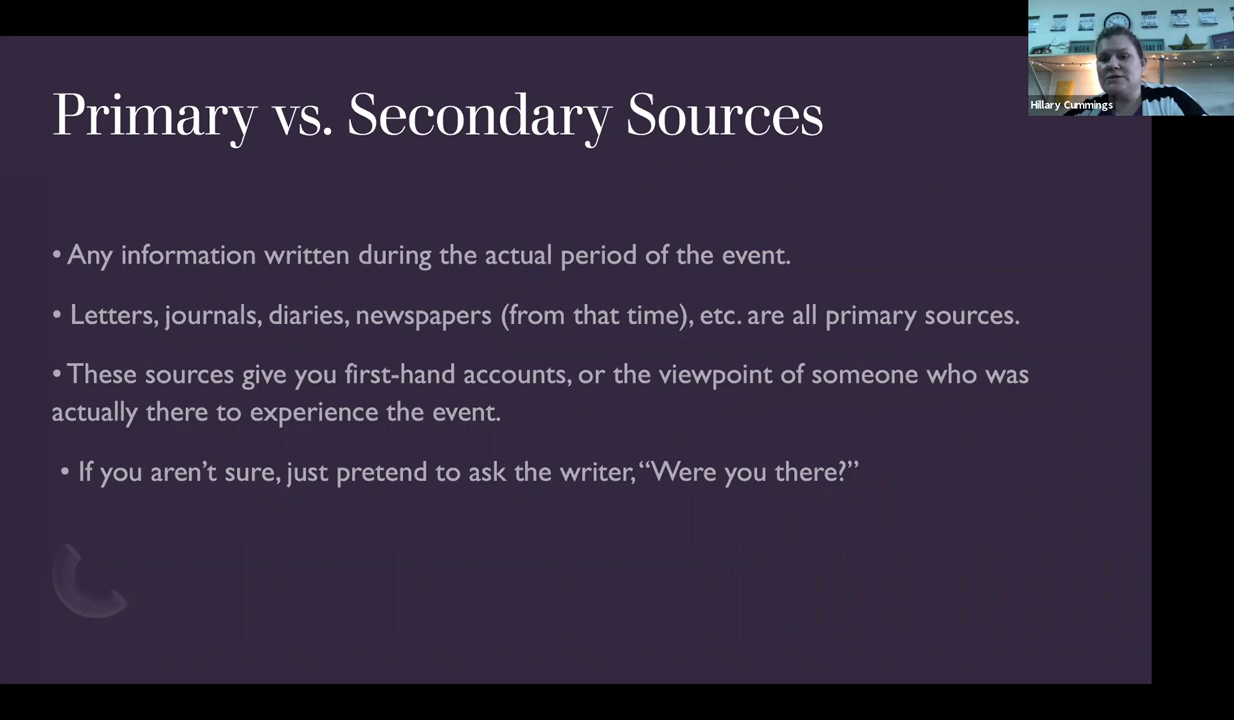 Primary vs. Secondary Sources
Hillary Cummings
• Any information written during the actual period of the event.
• Letters, journals, diaries, newspapers (from that time), etc. are all primary sources.
• These sources give you first-hand accounts, or the viewpoint of someone who was
actually there to experience the event.
• If you aren’t sure, just pretend to ask the writer, “Were you there?”